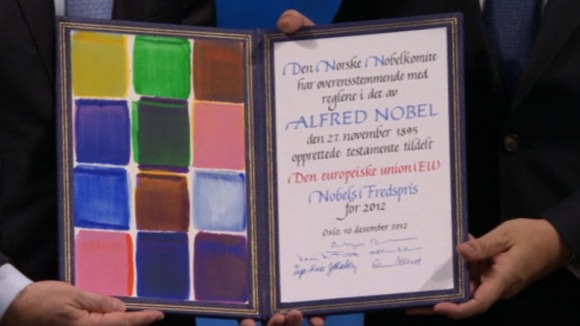 Den Norske Nobelkomite
har overensstemmende med
reglene i det av
ALFRED NOBEL
den 27. november 1895
opprettede testamente tildelt
Den europeiske union (EU)
Nobels Fredspris
for 2012
Oslo, 10. desember 2012